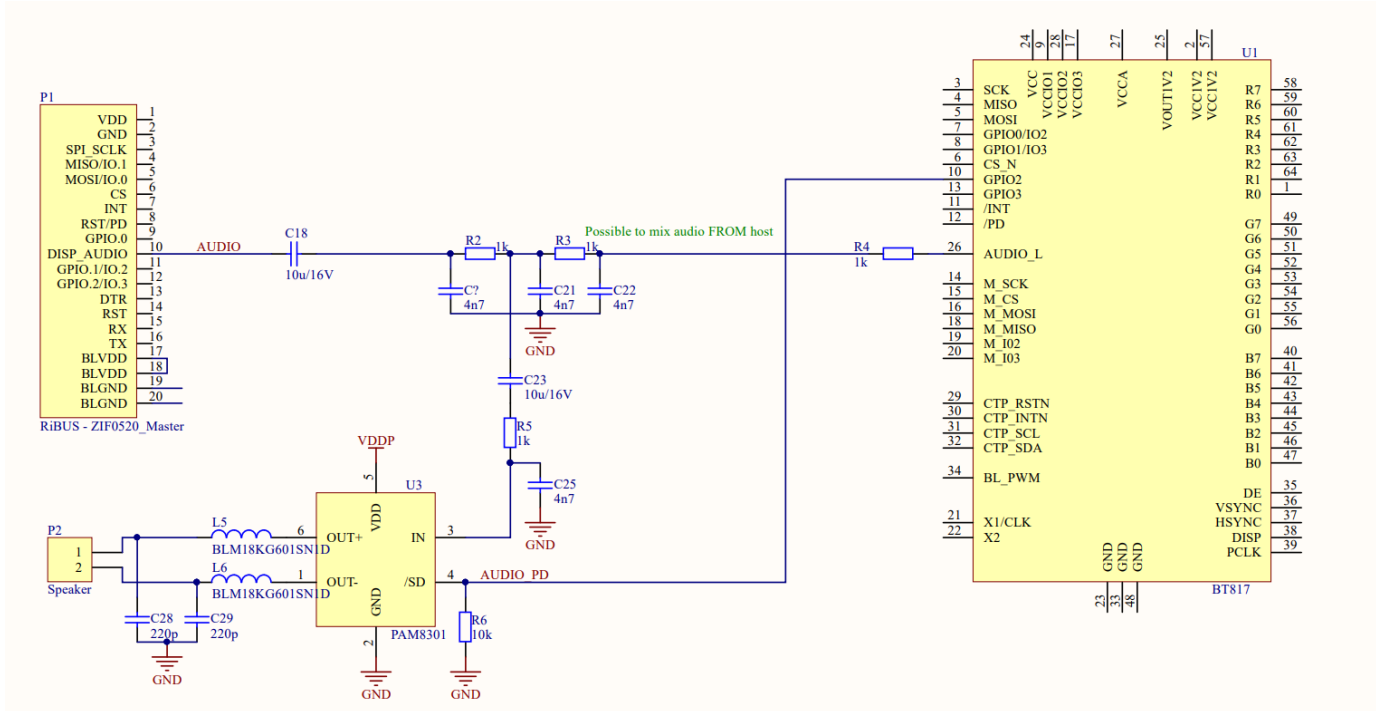 P1
VDD 1
GND 2
SPI_SCLK 3
MISO/IO.1 4
MOSI/IO.0 5
CS 6
INT 7
RST/PD 8
GPIO.0 9
DISP_AUDIO 10
GPIO.1/IO.2 11
GPIO.2/IO.3 12
DTR 13
RST 14
RX 15
TX 16
BLVDD 17
BLVDD 18
BLGND 19
BLGND 20
RiBUS - ZIF0520_Master
AUDIO
C18
10u/16V
R2 1k
R3 1k
Possible to mix audio FROM host
R4
1k
C?
4n7
C21
4n7
C22
4n7
GND
C23
10u/16V
R5
1k
C25
4n7
GND
VDDP
U3
5
VDD
6 OUT+
IN 3
1 OUT-
/SD 4
GND
2
PAM8301
GND
AUDIO_PD
R6
10k
GND
L5
BLM18KG601SN1D
L6
BLM18KG601SN1D
P2
1
2
Speaker
C28
220p
C29
220p
GND
U1
24 9 28 17 27 25 2 57
VCC VCCIO1 VCCIO2 VCCIO3 VCCA VOUT1V2 VCC1V2 VCC1V2
3 SCK
4 MISO
5 MOSI
7 GPIO0/IO2
8 GPIO1/IO3
6 CS_N
10 GPIO2
13 GPIO3
11 /INT
12 /PD
26 AUDIO_L
14 M_SCK
15 M_CS
16 M_MOSI
18 M_MISO
19 M_I02
20 M_I03
29 CTP_RSTN
30 CTP_INTN
31 CTP_SCL
32 CTP_SDA
34 BL_PWM
21 X1/CLK
22 X2
R7 58
R6 59
R5 60
R4 61
R3 62
R2 63
R1 64
R0 1
G7 49
G6 50
G5 51
G4 52
G3 53
G2 54
G1 55
G0 56
B7 40
B6 41
B5 42
B4 43
B3 44
B2 45
B1 46
B0 47
DE 35
VSYNC 36
HSYNC 37
DISP 38
PCLK 39
GND GND GND
23 33 48
BT817